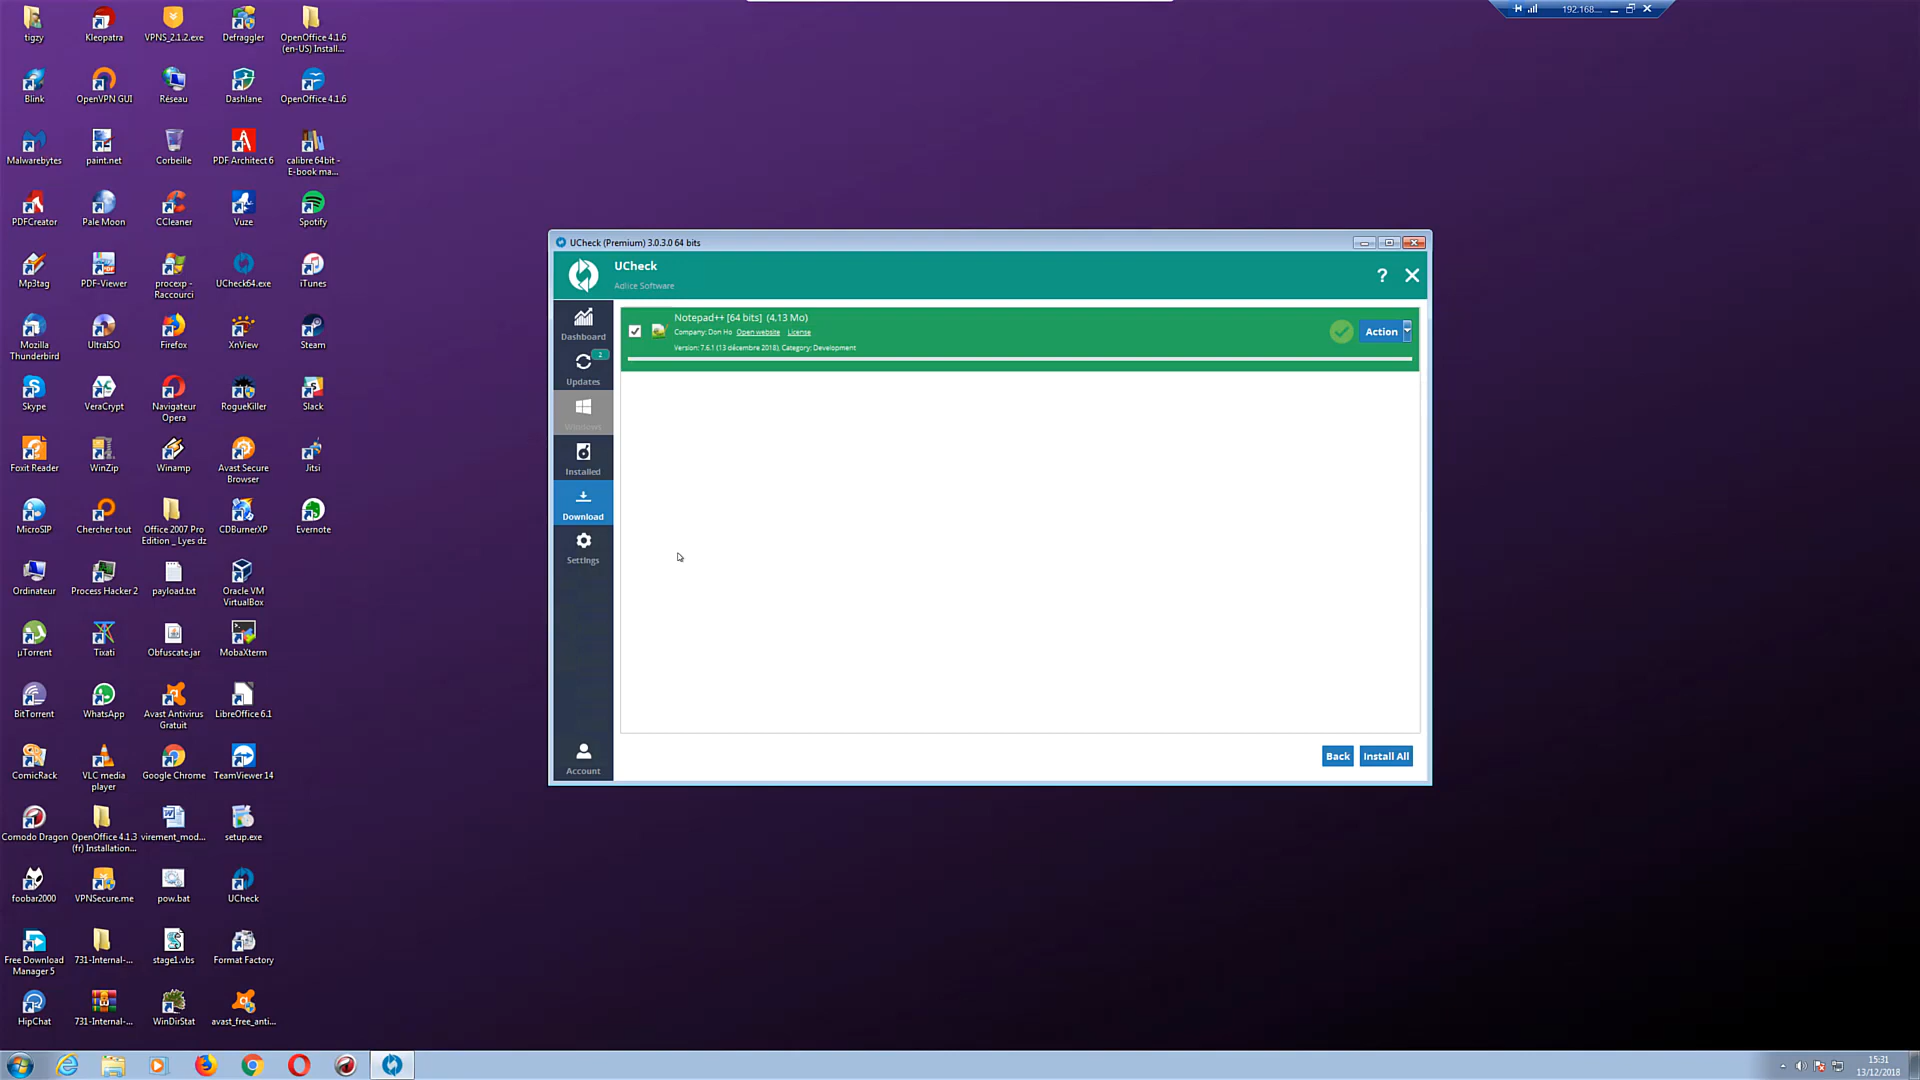 192.168....
tigzy
Kleopatra
VPNS_2.1.2.exe
Defraggler
OpenOffice 4.1.6
(en-US) Install...
Blink
OpenVPN GUI
Réseau
Dashlane
OpenOffice 4.1.6
Malwarebytes
paint.net
Corbeille
PDF Architect 6
calibre 64bit -
E-book ma...
PDFCreator
Pale Moon
CCleaner
Vuze
Spotify
Mp3tag
PDF-Viewer
procexp -
Raccourci
UCheck64.exe
iTunes
Mozilla
Thunderbird
UltraISO
Firefox
XnView
Steam
Skype
VeraCrypt
Navigateur
Opera
RogueKiller
Slack
Foxit Reader
WinZip
Winamp
Avast Secure
Browser
Jitsi
MicroSIP
Chercher tout
Office 2007 Pro
Edition _ Lyes dz
CDBurnerXP
Evernote
Ordinateur
Process Hacker 2
payload.txt
Oracle VM
VirtualBox
µTorrent
Tixati
Obfuscate.jar
MobaXterm
BitTorrent
WhatsApp
Avast Antivirus
Gratuit
LibreOffice 6.1
ComicRack
VLC media
player
Google Chrome
TeamViewer 14
Comodo Dragon
OpenOffice 4.1.3
(fr) Installation...
virement_mod...
setup.exe
foobar2000
VPNSecure.me
pow.bat
UCheck
Free Download
Manager 5
731-Internal-...
stage1.vbs
Format Factory
HipChat
731-Internal-...
WinDirStat
avast_free_anti...
UCheck (Premium) 3.0.3.0 64 bits
UCheck
Adlice Software
?
Dashboard
2
Updates
Windows
Installed
Download
Settings
Account
Notepad++ [64 bits] (4,13 Mo)
Company: Don Ho Open website License
Version: 7.6.1 (13 décembre 2018), Category: Development
Action
Back
Install All
15:31
13/12/2018